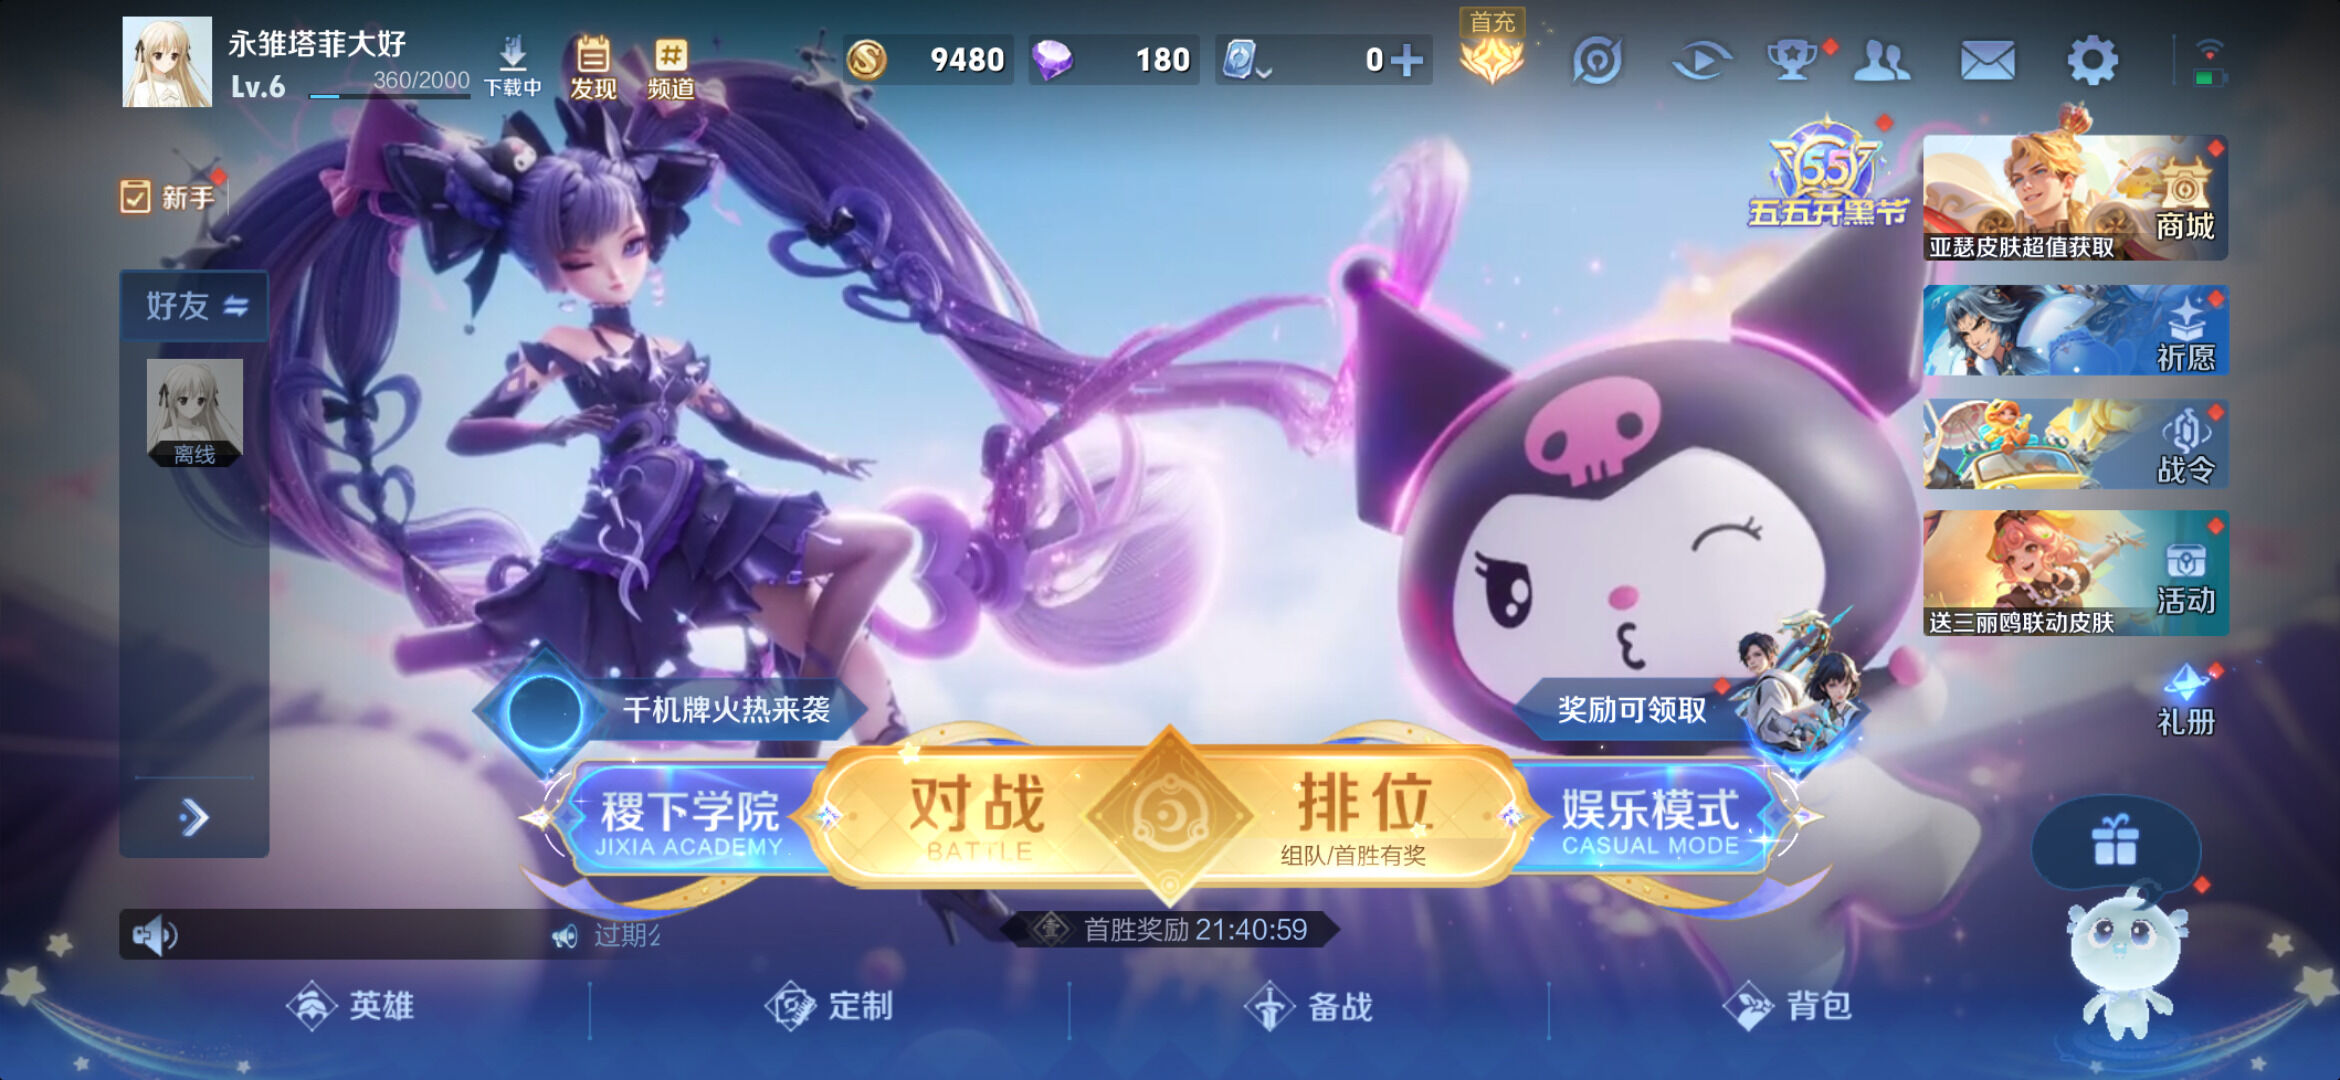 永雏塔菲大好
Lv.6
360/2000
下载中
发现
频道
9480
180
0
首充
新手
55
五五开黑节
商城
亚瑟皮肤超值获取
好友
离线
祈愿
战令
活动
送三丽鸥联动皮肤
礼册
千机牌火热来袭
奖励可领取
稷下学院
JIXIA ACADEMY
对战
BATTLE
排位
组队/首胜有奖
娱乐模式
CASUAL MODE
过期
首胜奖励 21:40:59
英雄
定制
备战
背包